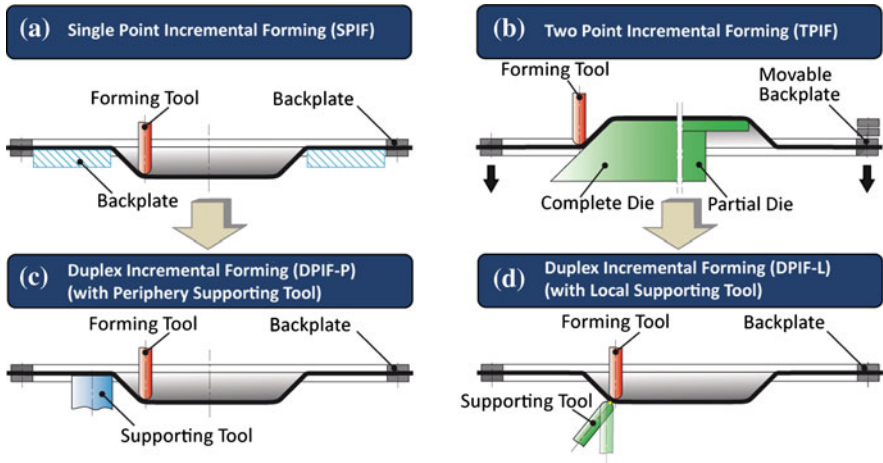 (a) Single Point Incremental Forming (SPIF)
Forming Tool
Backplate
Backplate
(b) Two Point Incremental Forming (TPIF)
Forming Tool
Movable
Backplate
Complete Die
Partial Die
(c) Duplex Incremental Forming (DPIF-P)
(with Periphery Supporting Tool)
Forming Tool
Backplate
Supporting Tool
(d) Duplex Incremental Forming (DPIF-L)
(with Local Supporting Tool)
Forming Tool
Backplate
Supporting Tool